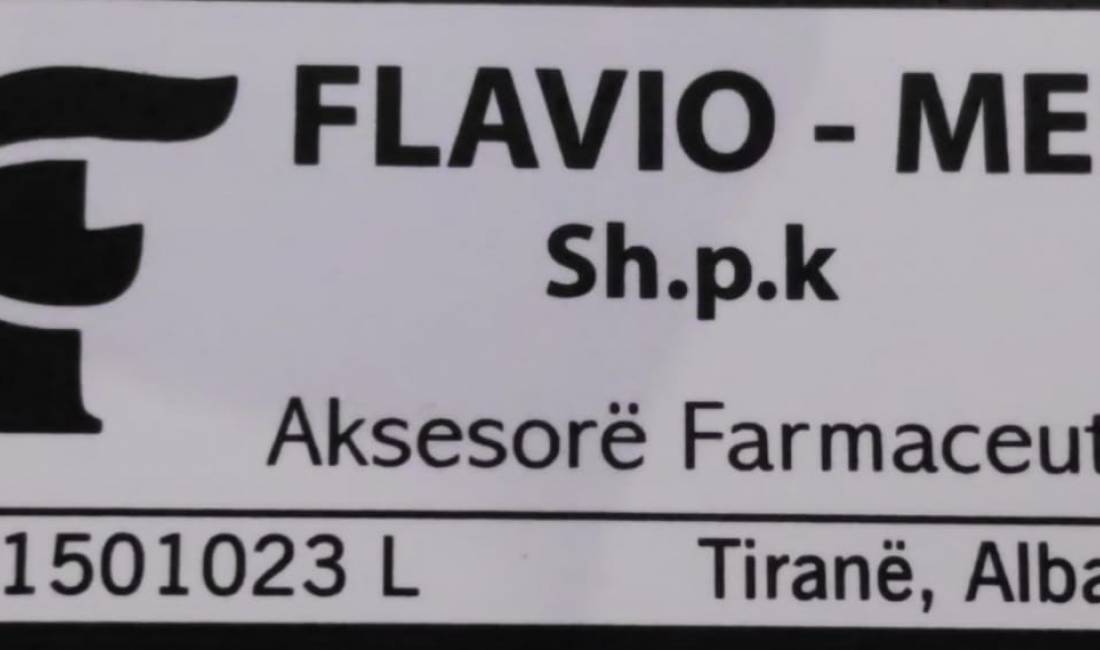 FLAVIO - ME
Sh.p.k
Aksesorë Farmaceut
1501023 L Tiranë, Alba